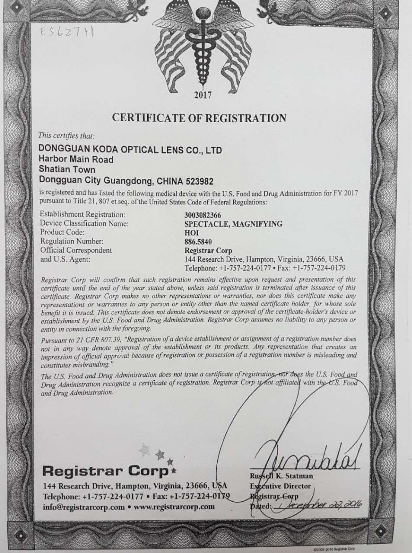 2017
CERTIFICATE OF REGISTRATION
This certifies that:
DONGGUAN KODA OPTICAL LENS CO., LTD
Harbor Main Road
Shatian Town
Dongguan City Guangdong, CHINA 523982
is registered and has listed the following medical device with the U.S. Food and Drug Administration for FY 2017
pursuant to Title 21, 807 et seq. of the United States Code of Federal Regulations:
Establishment Registration: 3003082366
Device Classification Name: SPECTACLE, MAGNIFYING
Product Code: HOI
Regulation Number: 886.5840
Official Correspondent Registrar Corp
and U.S. Agent: 144 Research Drive, Hampton, Virginia, 23666, USA
Telephone: +1-757-224-0177 • Fax: +1-757-224-0179
Registrar Corp will confirm that such registration remains effective upon request and presentation of this
certificate until the end of the year stated above, unless said registration is terminated after issuance of this
certificate. Registrar Corp makes no other representations or warranties, nor does this certificate make any
representations or warranties to any person or entity other than the named certificate holder, for whose sole
benefit it is issued. This certificate does not denote endorsement or approval of the certificate-holder's device or
establishment by the U.S. Food and Drug Administration. Registrar Corp assumes no liability to any person or
entity in connection with the foregoing.
Pursuant to 21 CFR 807.39, "Registration of a device establishment or assignment of a registration number does
not in any way denote approval of the establishment or its products. Any representation that creates an
impression of official approval because of registration or possession of a registration number is misleading and
constitutes misbranding."
The U.S. Food and Drug Administration does not issue a certificate of registration, nor does the U.S. Food and
Drug Administration recognize a certificate of registration. Registrar Corp is not affiliated with the U.S. Food
and Drug Administration.
Registrar Corp
144 Research Drive, Hampton, Virginia, 23666, USA
Telephone: +1-757-224-0177 • Fax: +1-757-224-0179
info@registrarcorp.com • www.registrarcorp.com
Russell K. Statman
Executive Director
Registrar Corp
Dated: